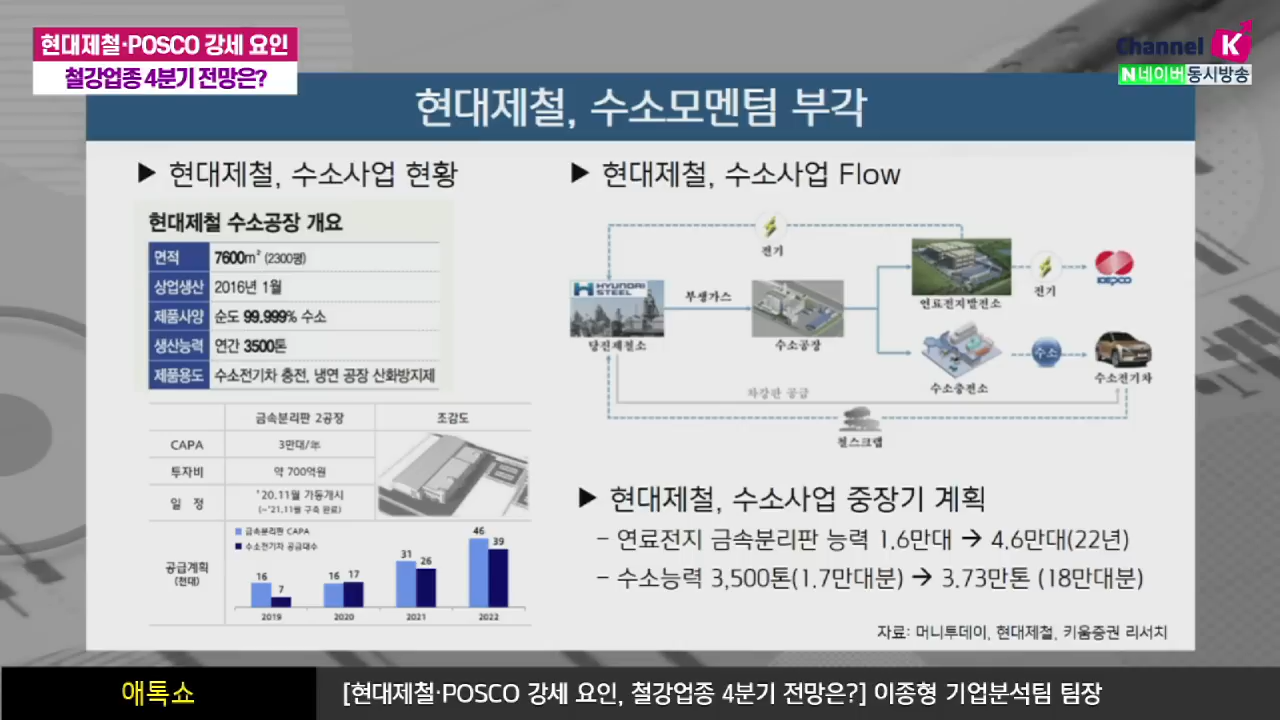 현대제철·POSCO 강세 요인
철강업종 4분기 전망은?
Channel K
N 네이버 동시방송
현대제철, 수소모멘텀 부각
▶ 현대제철, 수소사업 현황
현대제철 수소공장 개요
면적 7600m² (2300평)
상업생산 2016년 1월
제품사양 순도 99.999% 수소
생산능력 연간 3500톤
제품용도 수소전기차 충전, 냉연 공장 산화방지제
금속분리판 2공장 조감도
CAPA 3만대/年
투자비 약 700억원
일 정 '20.11월 가동개시
(~'21.11월 구축 완료)
공급계획
(현대)
금속분리판 CAPA
수소전기차 공급대수
16 7 16 17 31 26 46 39
2019 2020 2021 2022
▶ 현대제철, 수소사업 Flow
전기
HYUNDAI STEEL
당진제철소
부생가스
수소공장
연료전지발전소
전기
KEPCO
수소충전소
수소
수소전기차
차강판 공급
철스크랩
▶ 현대제철, 수소사업 중장기 계획
- 연료전지 금속분리판 능력 1.6만대 → 4.6만대(22년)
- 수소능력 3,500톤(1.7만대분) → 3.73만톤 (18만대분)
자료: 머니투데이, 현대제철, 키움증권 리서치
애톡쇼
[현대제철·POSCO 강세 요인, 철강업종 4분기 전망은?] 이종형 기업분석팀 팀장